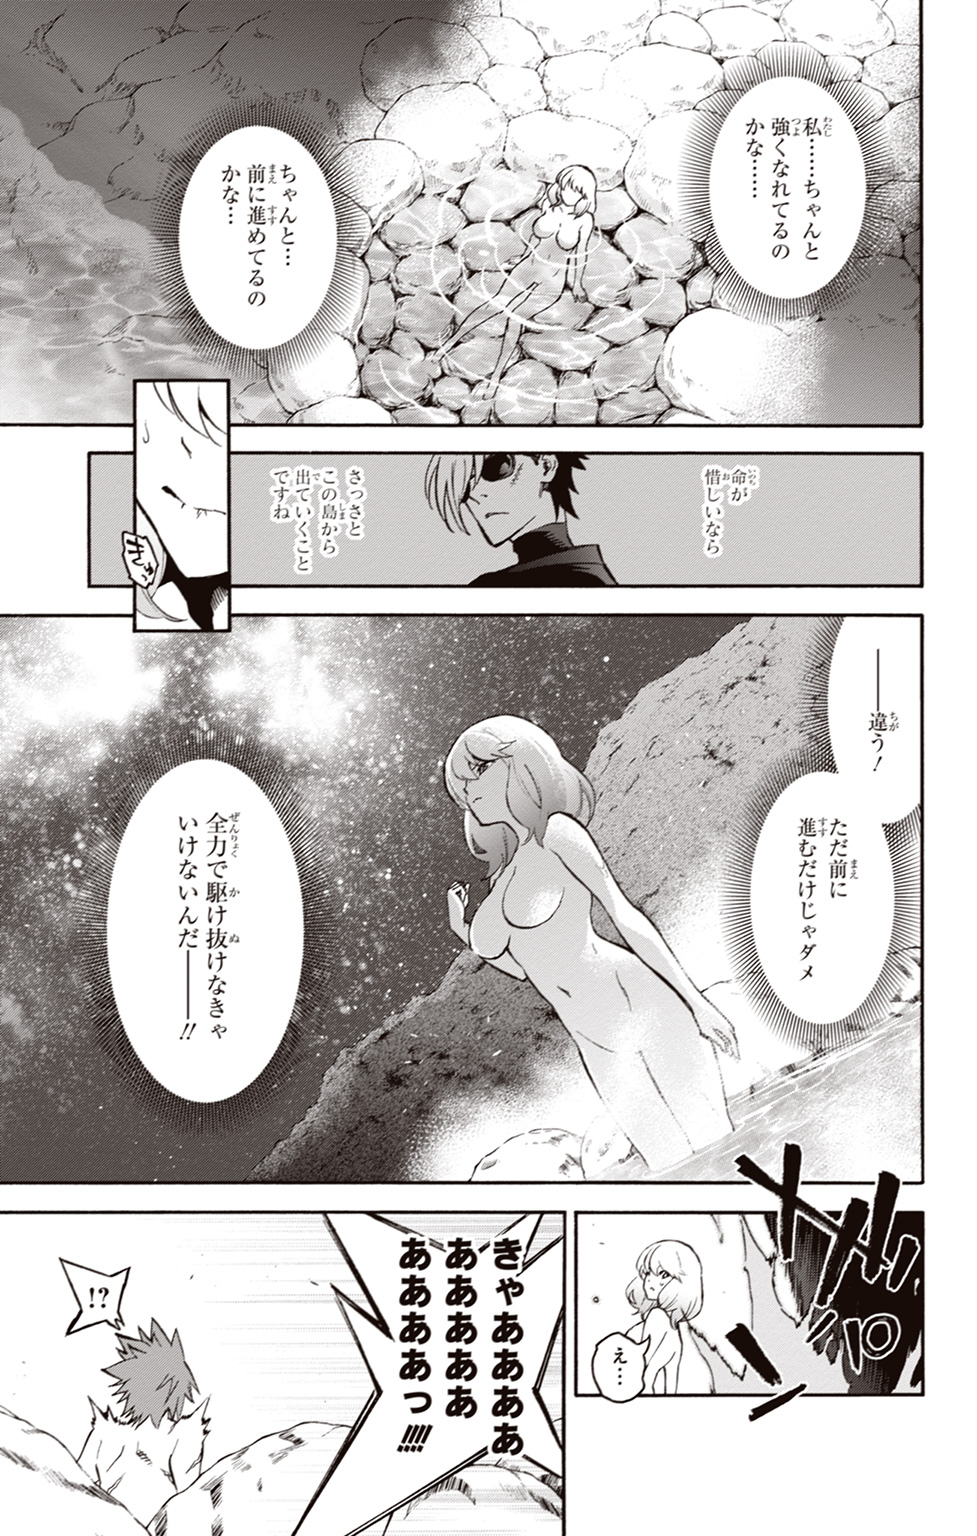 私………ちゃんと
強くなれてるの
かな………
ちゃんと…
前に進めてるの
かな…
命が
惜しいなら
さっさと
この島から
出ていくこと
ですね
きゅっ
――違う!
ただ前に
進むだけじゃダメ
全力で駆け抜けなきゃ
いけないんだ――!!
え…
きゃあああああ
あああああ
ああああっ!!!!
!?